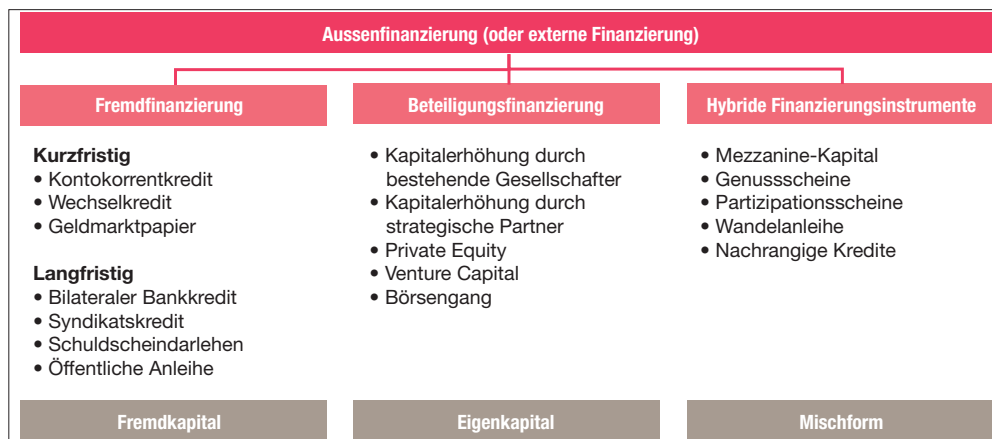 Aussenfinanzierung (oder externe Finanzierung)
Fremdfinanzierung
Kurzfristig
• Kontokorrentkredit
• Wechselkredit
• Geldmarktpapier
Langfristig
• Bilateraler Bankkredit
• Syndikatskredit
• Schuldscheindarlehen
• Öffentliche Anleihe
Fremdkapital
Beteiligungsfinanzierung
• Kapitalerhöhung durch
bestehende Gesellschafter
• Kapitalerhöhung durch
strategische Partner
• Private Equity
• Venture Capital
• Börsengang
Eigenkapital
Hybride Finanzierungsinstrumente
• Mezzanine-Kapital
• Genussscheine
• Partizipationsscheine
• Wandelanleihe
• Nachrangige Kredite
Mischform